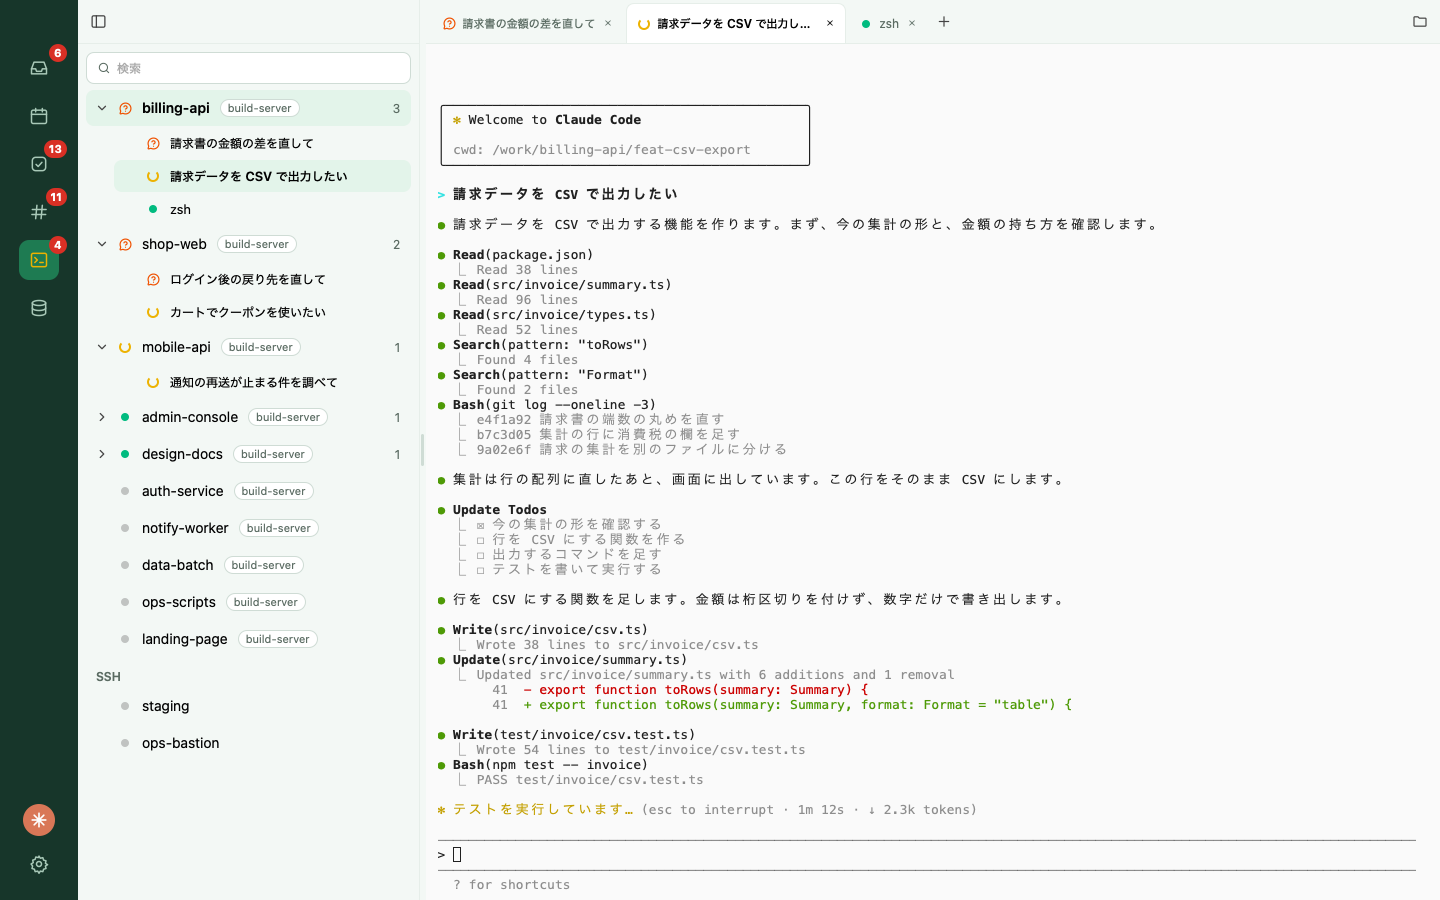 6
13
11
4
検索
billing-api build-server 3
請求書の金額の差を直して
請求データを CSV で出力したい
zsh
shop-web build-server 2
ログイン後の戻り先を直して
カートでクーポンを使いたい
mobile-api build-server 1
通知の再送が止まる件を調べて
admin-console build-server 1
design-docs build-server 1
auth-service build-server
notify-worker build-server
data-batch build-server
ops-scripts build-server
landing-page build-server
SSH
staging
ops-bastion
請求書の金額の差を直して × 請求データを CSV で出力し... × zsh × +
✻ Welcome to Claude Code
cwd: /work/billing-api/feat-csv-export
> 請求データを CSV で出力したい
● 請求データを CSV で出力する機能を作ります。まず、今の集計の形と、金額の持ち方を確認します。
● Read(package.json)
⎿ Read 38 lines
● Read(src/invoice/summary.ts)
⎿ Read 96 lines
● Read(src/invoice/types.ts)
⎿ Read 52 lines
● Search(pattern: "toRows")
⎿ Found 4 files
● Search(pattern: "Format")
⎿ Found 2 files
● Bash(git log --oneline -3)
⎿ e4f1a92 請求書の端数の丸めを直す
⎿ b7c3d05 集計の行に消費税の欄を足す
⎿ 9a02e6f 請求の集計を別のファイルに分ける
● 集計は行の配列に直したあと、画面に出しています。この行をそのまま CSV にします。
● Update Todos
⎿ ☒ 今の集計の形を確認する
⎿ ☐ 行を CSV にする関数を作る
⎿ ☐ 出力するコマンドを足す
⎿ ☐ テストを書いて実行する
● 行を CSV にする関数を足します。金額は桁区切りを付けず、数字だけで書き出します。
● Write(src/invoice/csv.ts)
⎿ Wrote 38 lines to src/invoice/csv.ts
● Update(src/invoice/summary.ts)
⎿ Updated src/invoice/summary.ts with 6 additions and 1 removal
41 - export function toRows(summary: Summary) {
41 + export function toRows(summary: Summary, format: Format = "table") {
● Write(test/invoice/csv.test.ts)
⎿ Wrote 54 lines to test/invoice/csv.test.ts
● Bash(npm test -- invoice)
⎿ PASS test/invoice/csv.test.ts
✻ テストを実行しています… (esc to interrupt · 1m 12s · ↓ 2.3k tokens)
>
? for shortcuts